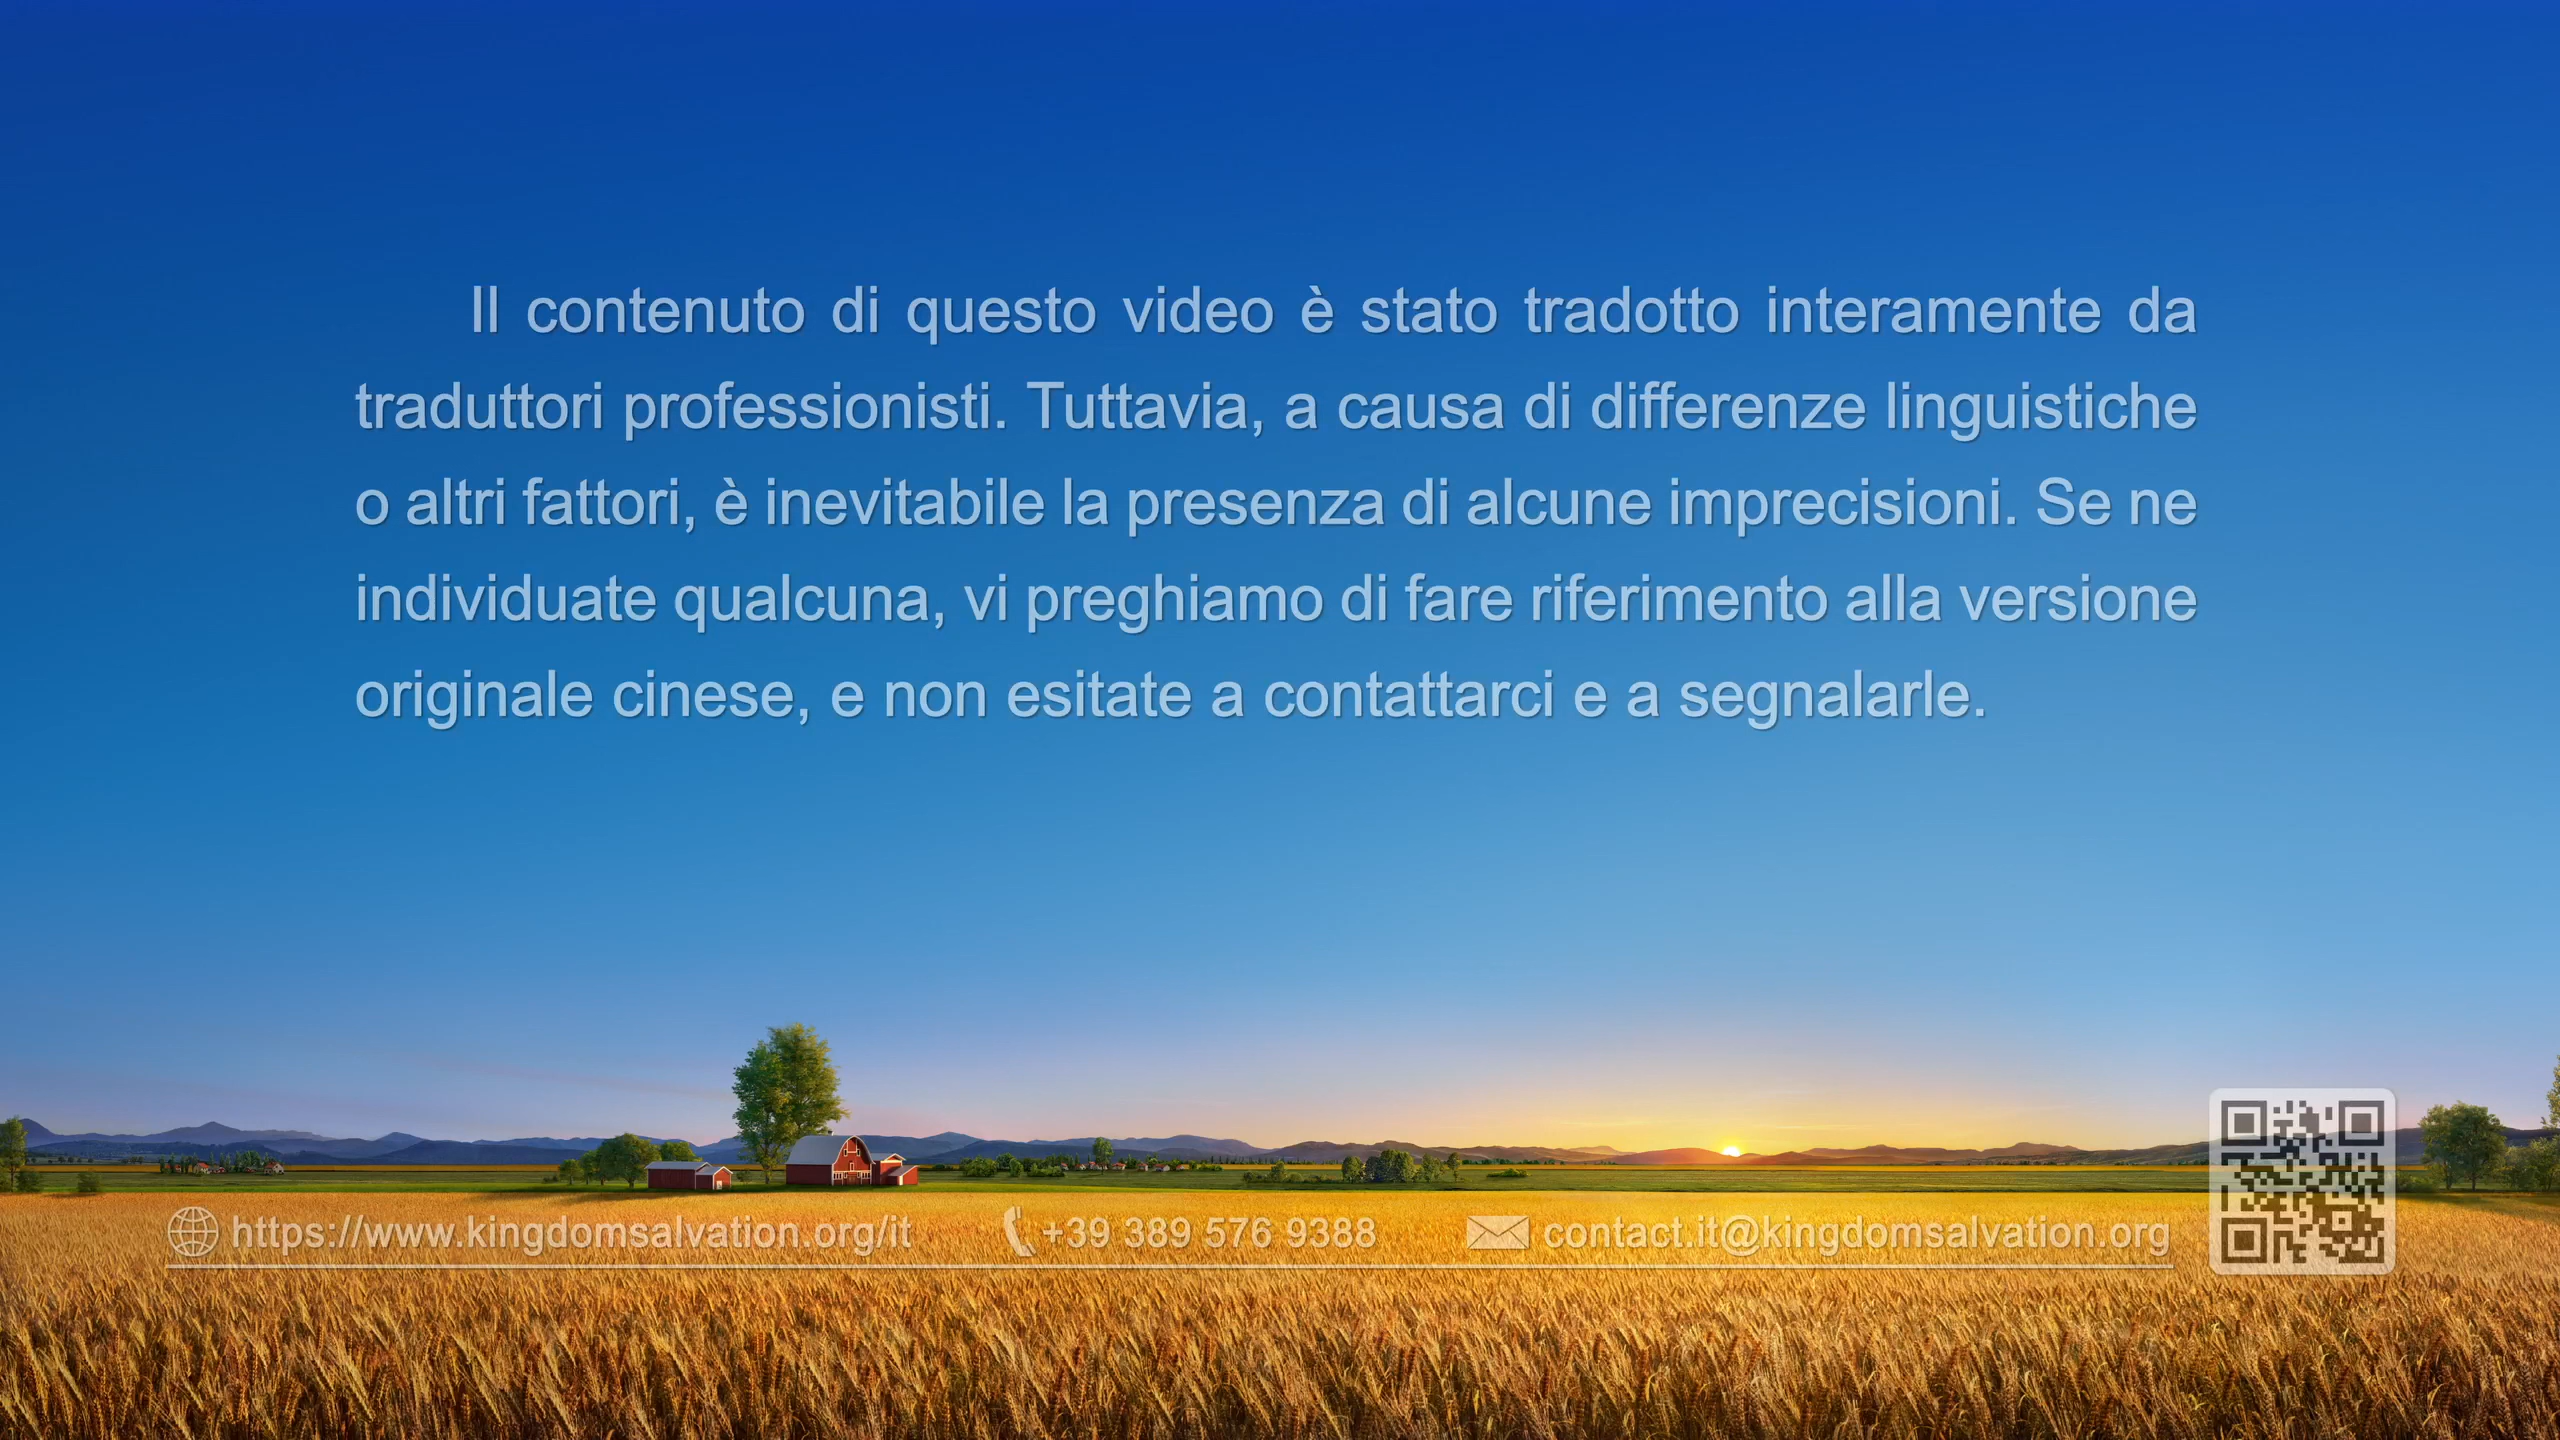 Il contenuto di questo video è stato tradotto interamente da
traduttori professionisti. Tuttavia, a causa di differenze linguistiche
o altri fattori, è inevitabile la presenza di alcune imprecisioni. Se ne
individuate qualcuna, vi preghiamo di fare riferimento alla versione
originale cinese, e non esitate a contattarci e a segnalarle.
https://www.kingdomsalvation.org/it +39 389 576 9388 contact.it@kingdomsalvation.org